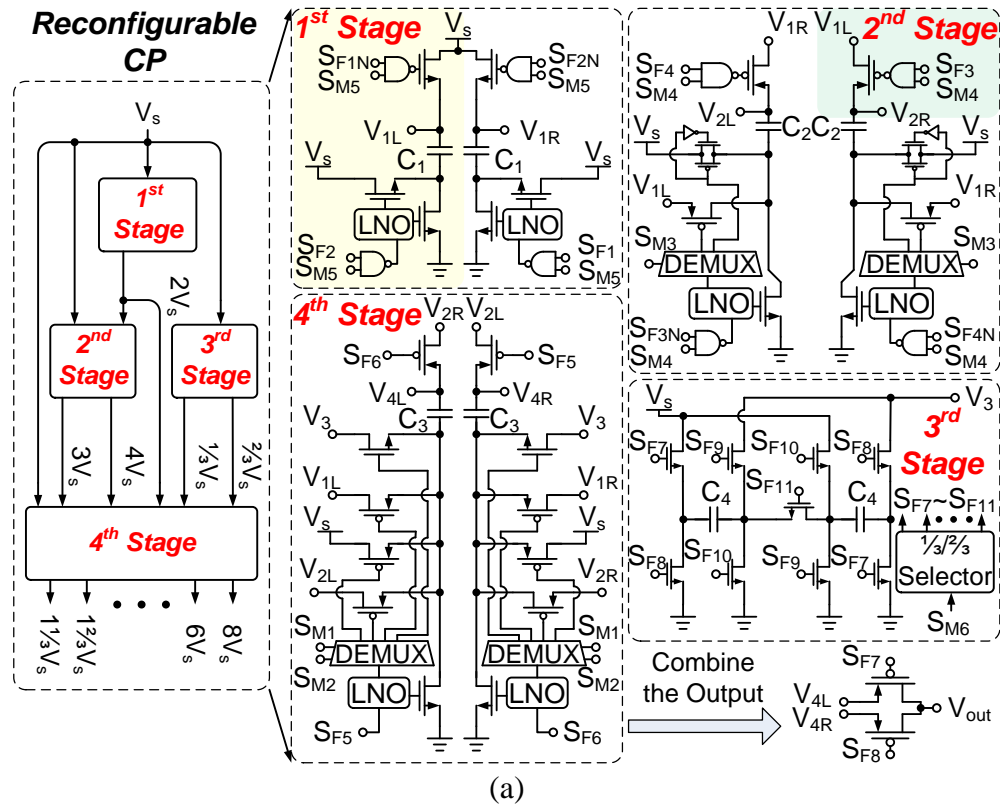 Reconfigurable
CP
Vs
1st
Stage
2Vs
2nd
Stage
3rd
Stage
3Vs
4Vs
⅓Vs
⅔Vs
4th Stage
1⅓Vs
1⅔Vs
• • •
6Vs
8Vs
1st Stage
Vs
SF1N
SM5
SF2N
SM5
V1L
V1R
C1
C1
Vs
Vs
LNO
LNO
SF2
SM5
SF1
SM5
2nd Stage
V1R
V1L
SF4
SM4
SF3
SM4
V2L
V2R
C2
C2
Vs
Vs
V1L
V1R
SM3
SM3
DEMUX
DEMUX
LNO
LNO
SF3N
SM4
SF4N
SM4
4th Stage
V2R
V2L
SF6
SF5
V4L
V4R
C3
C3
V3
V3
V1L
V1R
Vs
Vs
V2L
V2R
SM1
SM2
DEMUX
DEMUX
SM1
SM2
LNO
LNO
SF5
SF6
3rd
Stage
Vs
V3
SF7
SF9
SF10
SF8
SF11
C4
C4
SF8
SF10
SF9
SF7
SF7~SF11
• • •
⅓/⅔
Selector
SM6
Combine
the Output
SF7
V4L
V4R
Vout
SF8
(a)